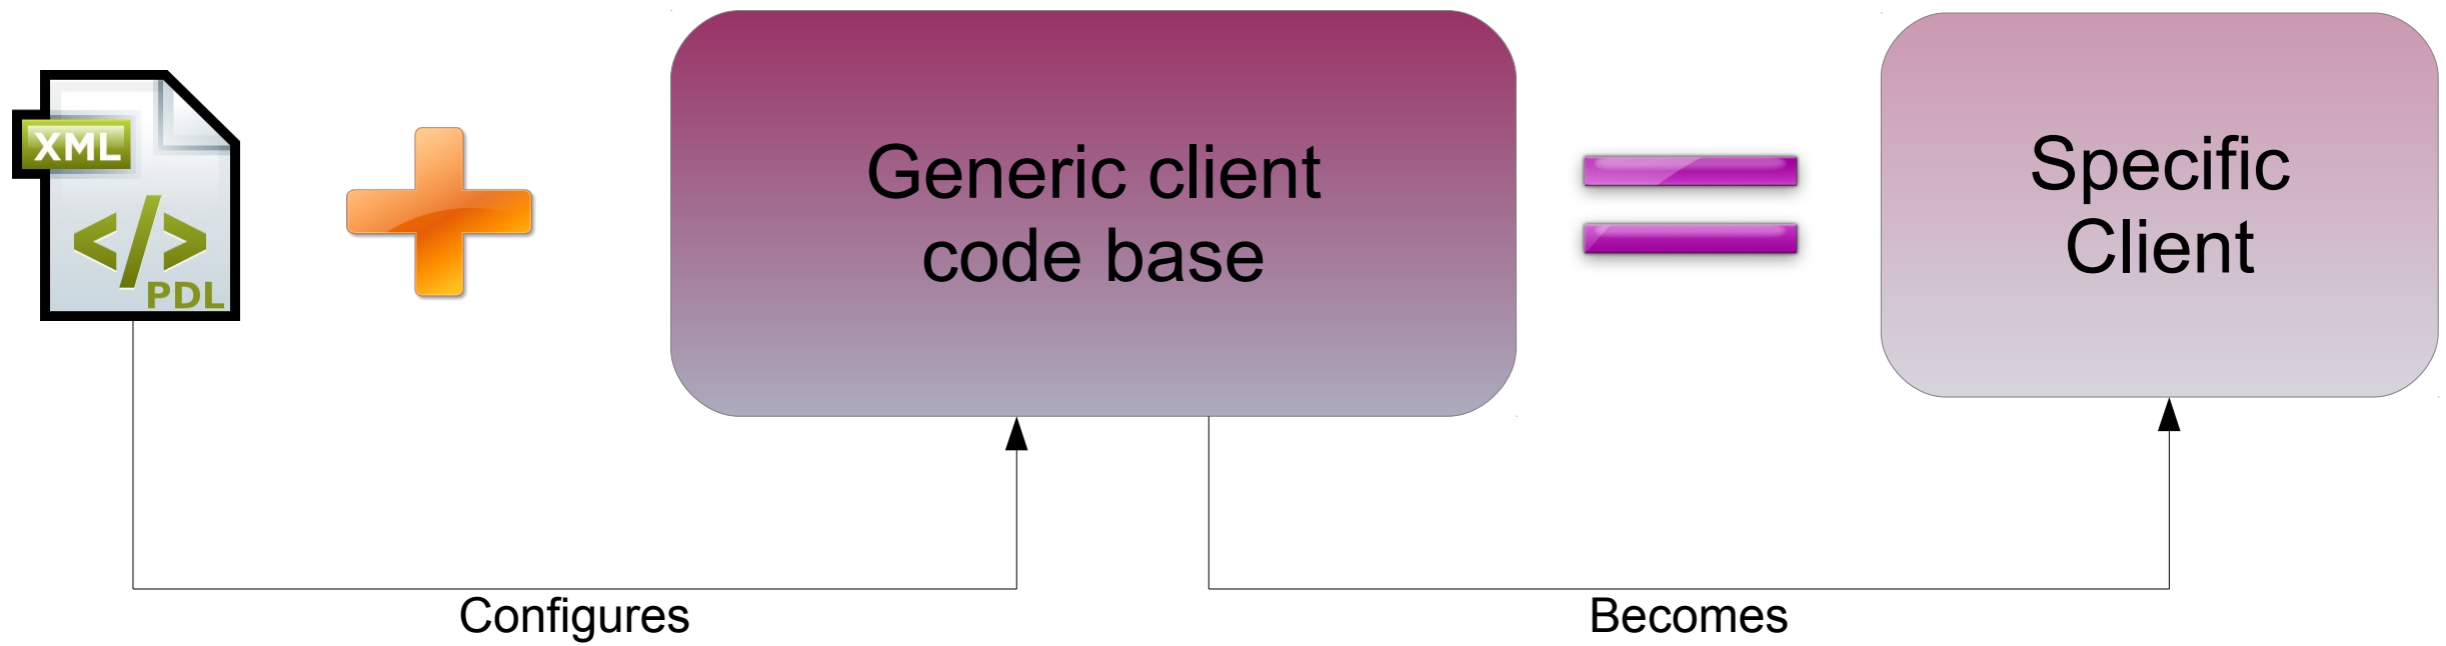 XML
</>
PDL
Generic client
code base
Specific
Client
Configures
Becomes